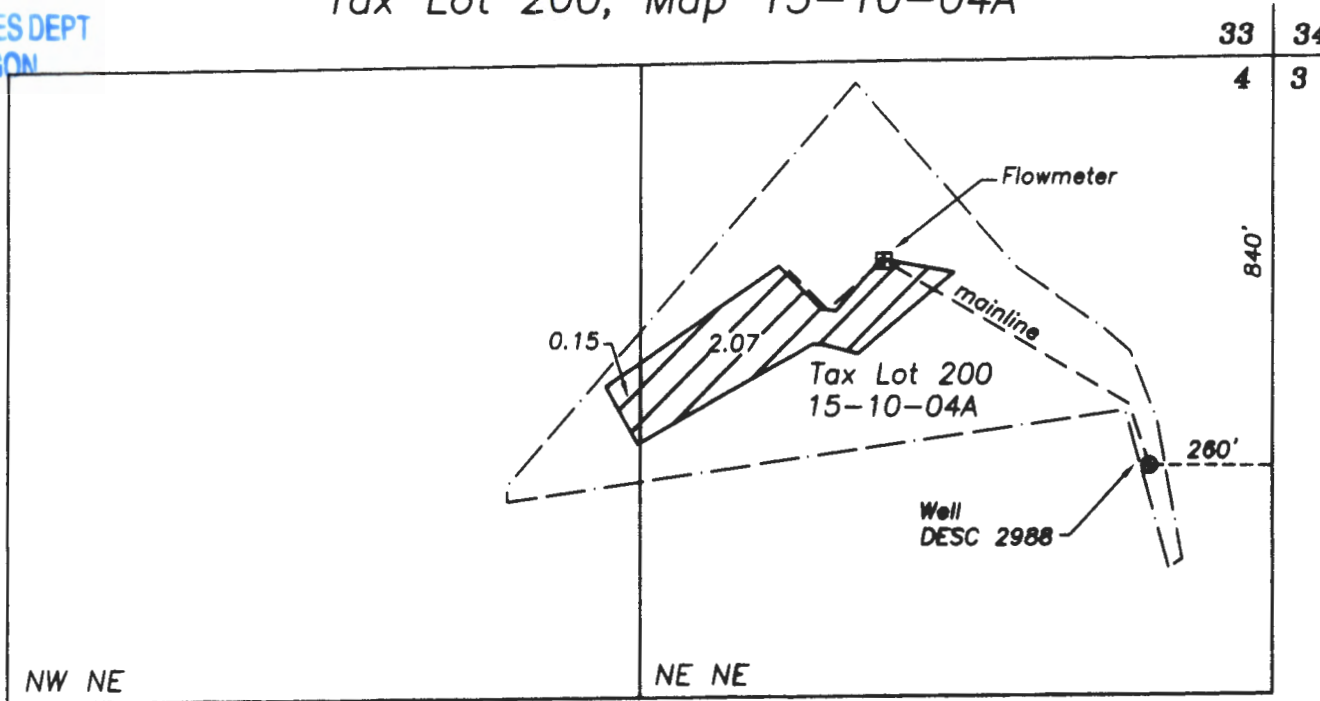 Tax Lot 200, Map 15-10-04A
ES DEPT
GON
33 34
4 3
Flowmeter
840'
mainline
0.15
2.07
Tax Lot 200
15-10-04A
260'
Well
DESC 2988
NW NE
NE NE